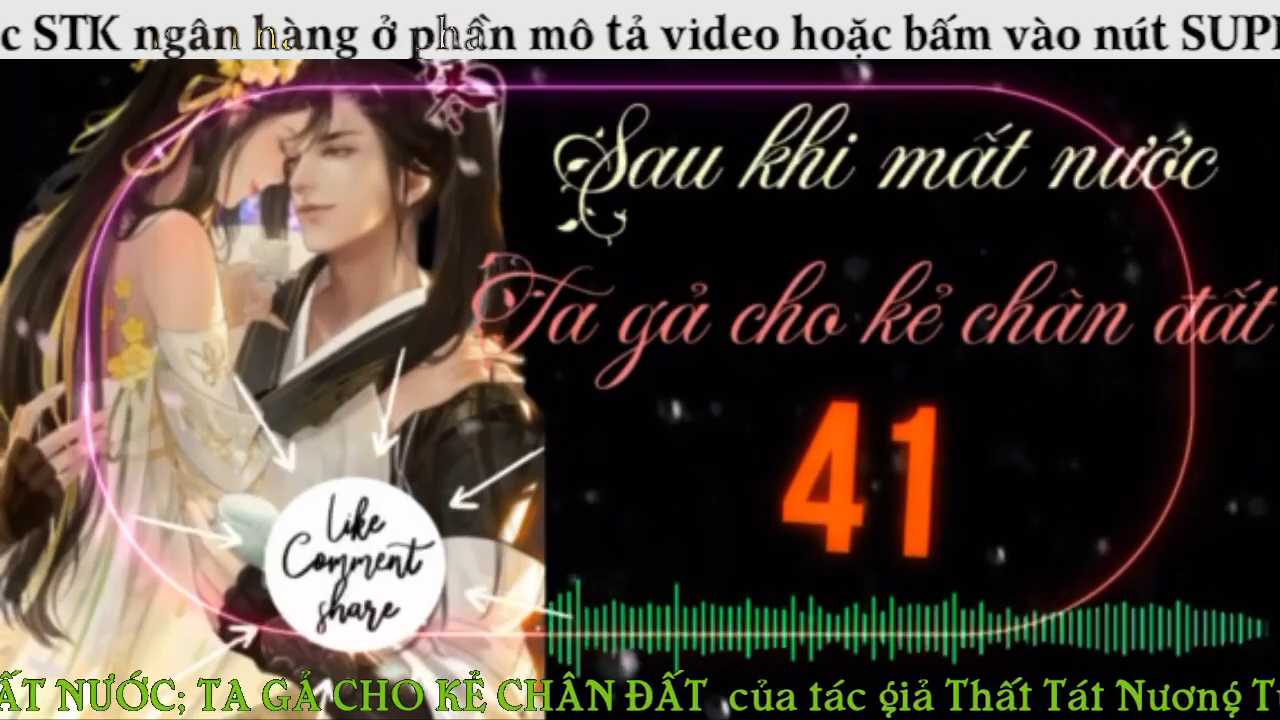 c STK ngân hàng ở phần mô tả video hoặc bấm vào nút
Sau khi mất nước
Ta gả cho kẻ chân đất
41
like
Comment
share
NƯỚC; TA GẢ CHO KẺ CHÂN ĐẤT của tác giả Thất Tát Nương